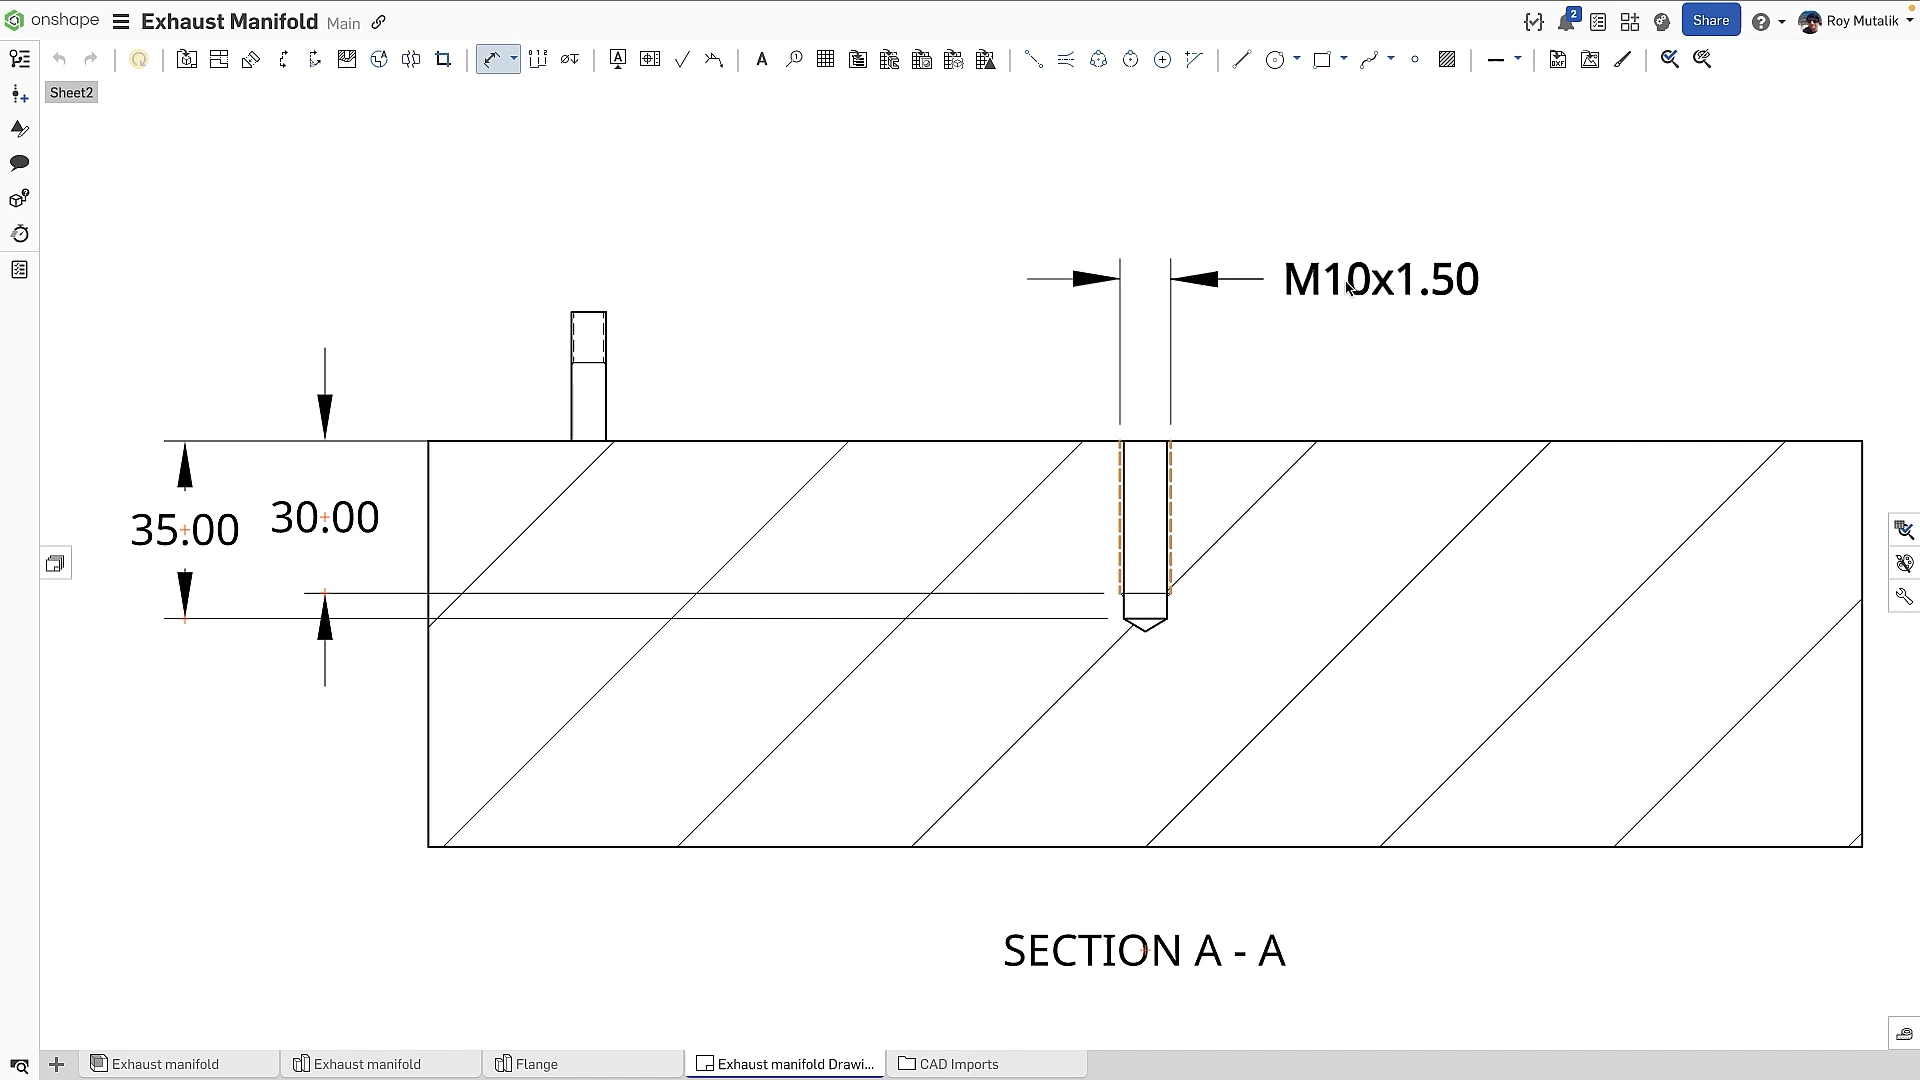 onshape Exhaust Manifold Main 2 Share Roy Mutalik
Sheet2
M10x1.50
35.00 30.00
SECTION A - A
Exhaust manifold Exhaust manifold Flange Exhaust manifold Drawi... CAD Imports